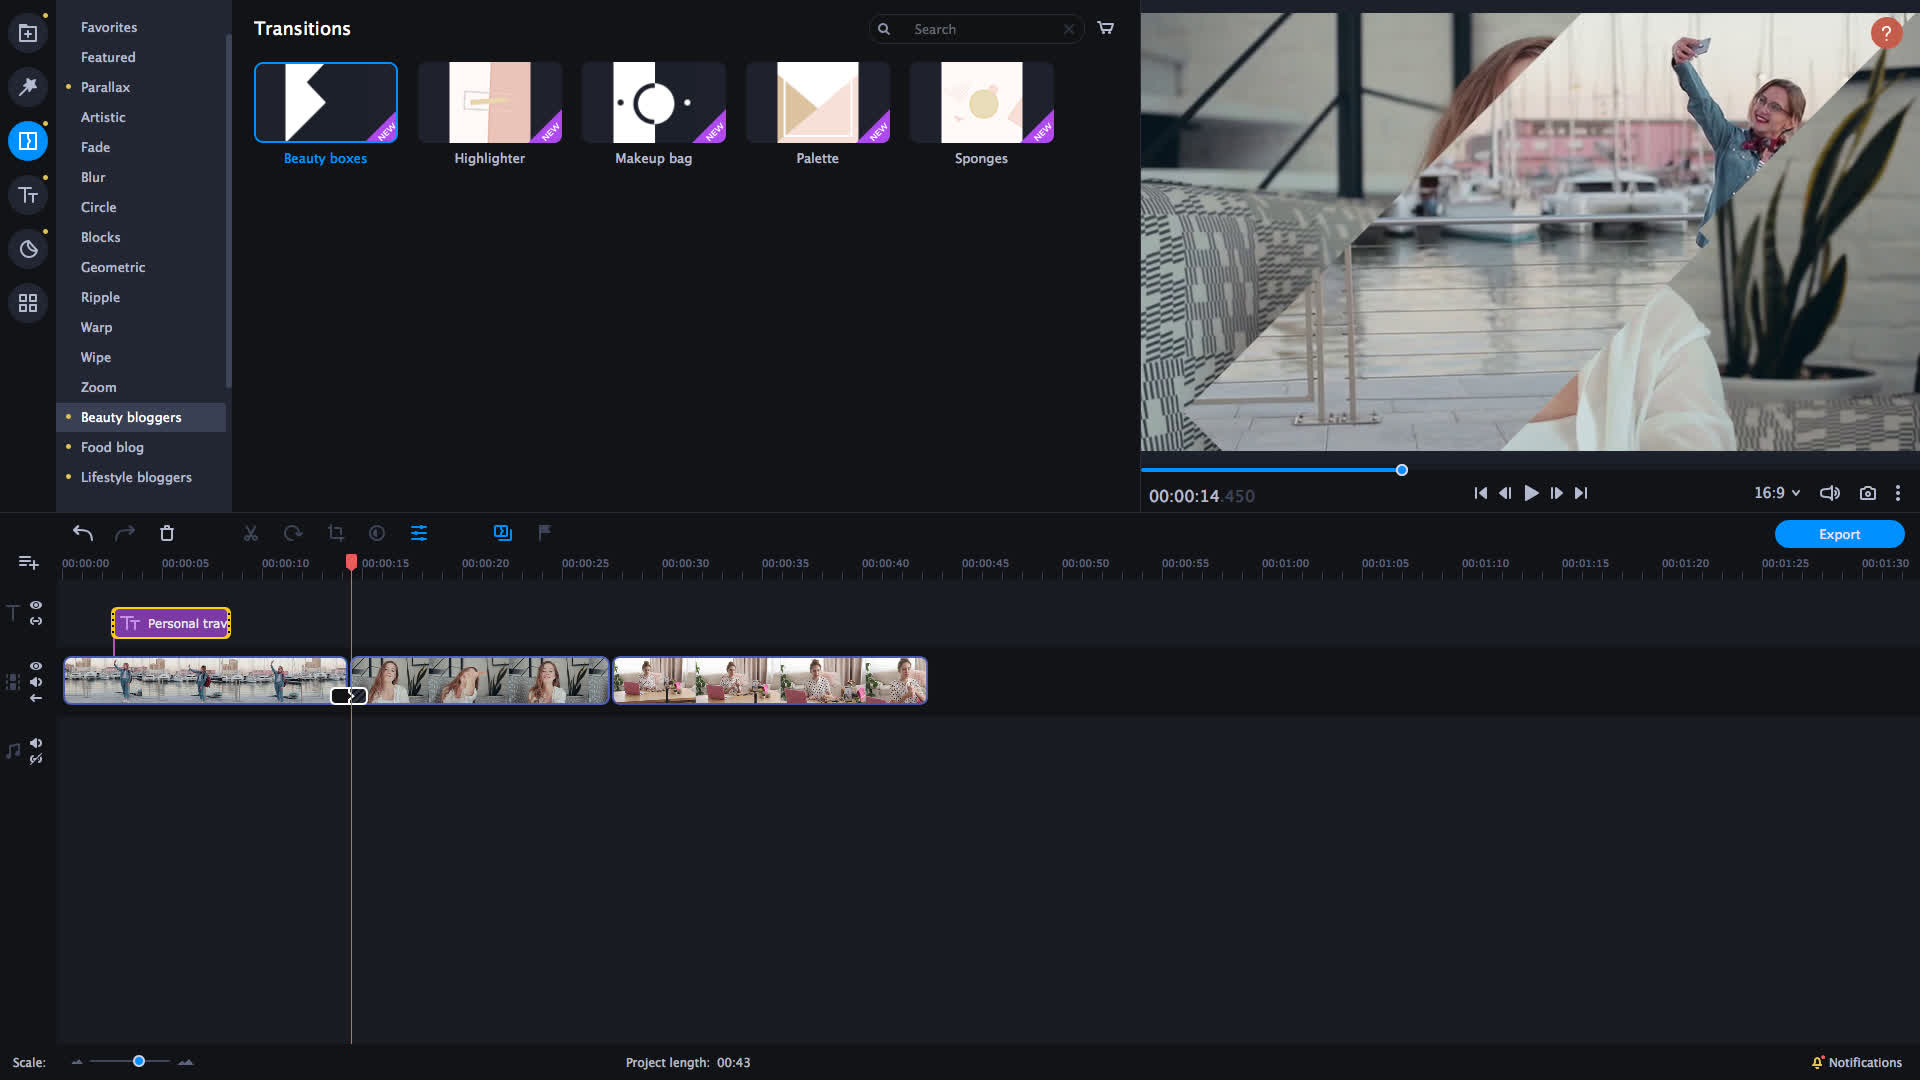 Favorites
Featured
Parallax
Artistic
Fade
Blur
Circle
Blocks
Geometric
Ripple
Warp
Wipe
Zoom
Beauty bloggers
Food blog
Lifestyle bloggers
Transitions
Search
NEW
NEW
NEW
NEW
NEW
Beauty boxes
Highlighter
Makeup bag
Palette
Sponges
?
00:00:14.450
16:9
Export
00:00:00
00:00:05
00:00:10
00:00:15
00:00:20
00:00:25
00:00:30
00:00:35
00:00:40
00:00:45
00:00:50
00:00:55
00:01:00
00:01:05
00:01:10
00:01:15
00:01:20
00:01:25
00:01:30
Personal trav
Scale:
Project length: 00:43
Notifications